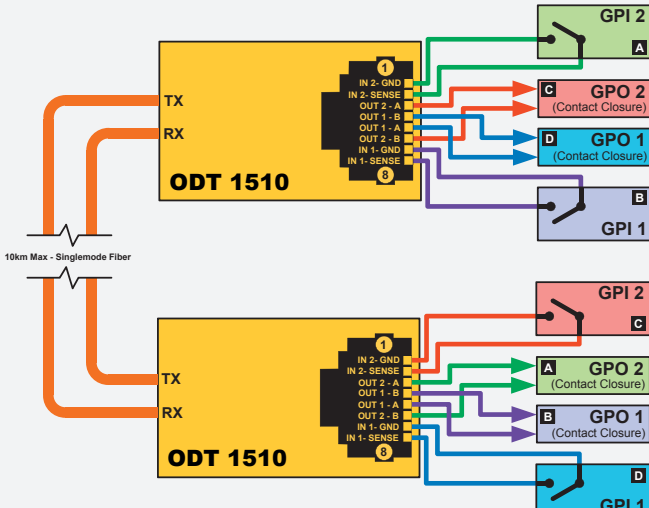 GPI 2
A
1
IN 2- GND
IN 2- SENSE
OUT 2 - A
OUT 1 - B
OUT 1 - A
OUT 2 - B
IN 1- GND
IN 1- SENSE
8
TX
RX
ODT 1510
C GPO 2
(Contact Closure)
D GPO 1
(Contact Closure)
B
GPI 1
10km Max - Singlemode Fiber
GPI 2
C
1
IN 2- GND
IN 2- SENSE
OUT 2 - A
OUT 1 - B
OUT 1 - A
OUT 2 - B
IN 1- GND
IN 1- SENSE
8
TX
RX
ODT 1510
A GPO 2
(Contact Closure)
B GPO 1
(Contact Closure)
D
GPI 1